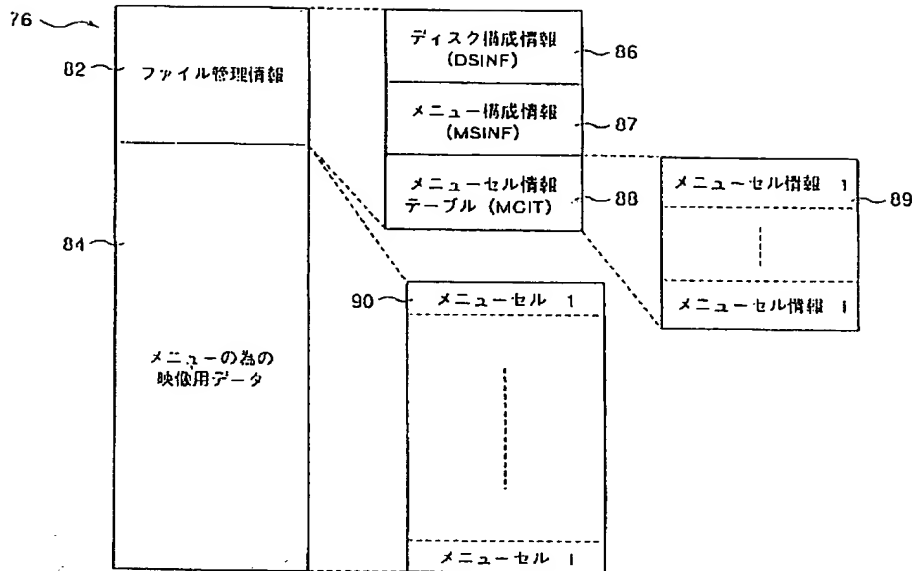 76
82
ファイル管理情報
84
メニューの為の
映像用データ
ディスク構成情報
(DSINF)
86
メニュー構成情報
(MSINF)
87
メニューセル情報
テーブル (MCIT)
88
メニューセル情報 1
89
メニューセル情報 i
90
メニューセル 1
メニューセル i